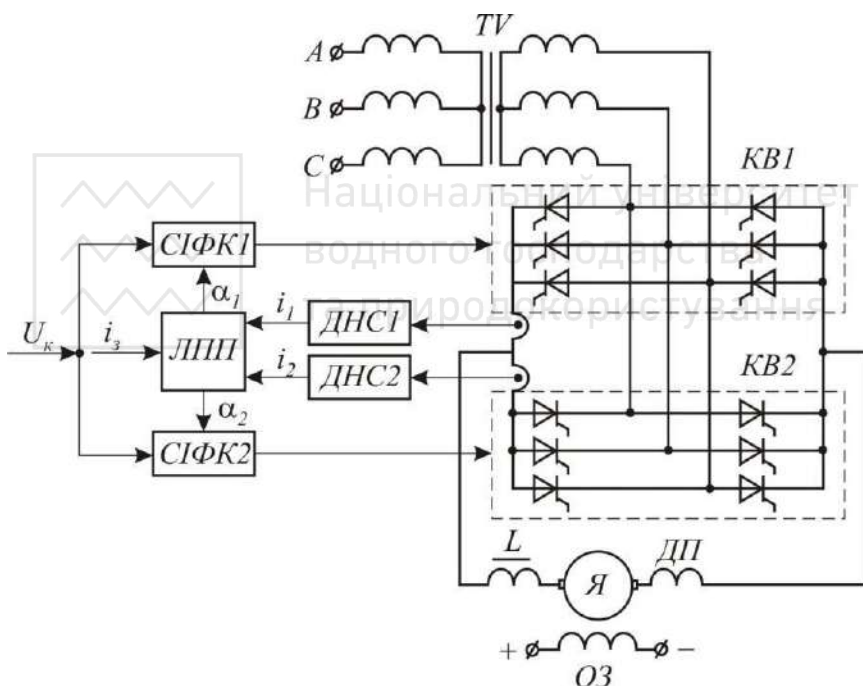 TV
A
B
C
КВ1
Національний університет
водного господарства
та природокористування
СІФК1
α₁
i₁
ДНС1
Uк
iз
ЛПП
i₂
ДНС2
КВ2
α₂
СІФК2
L
Я
ДП
+
−
ОЗ